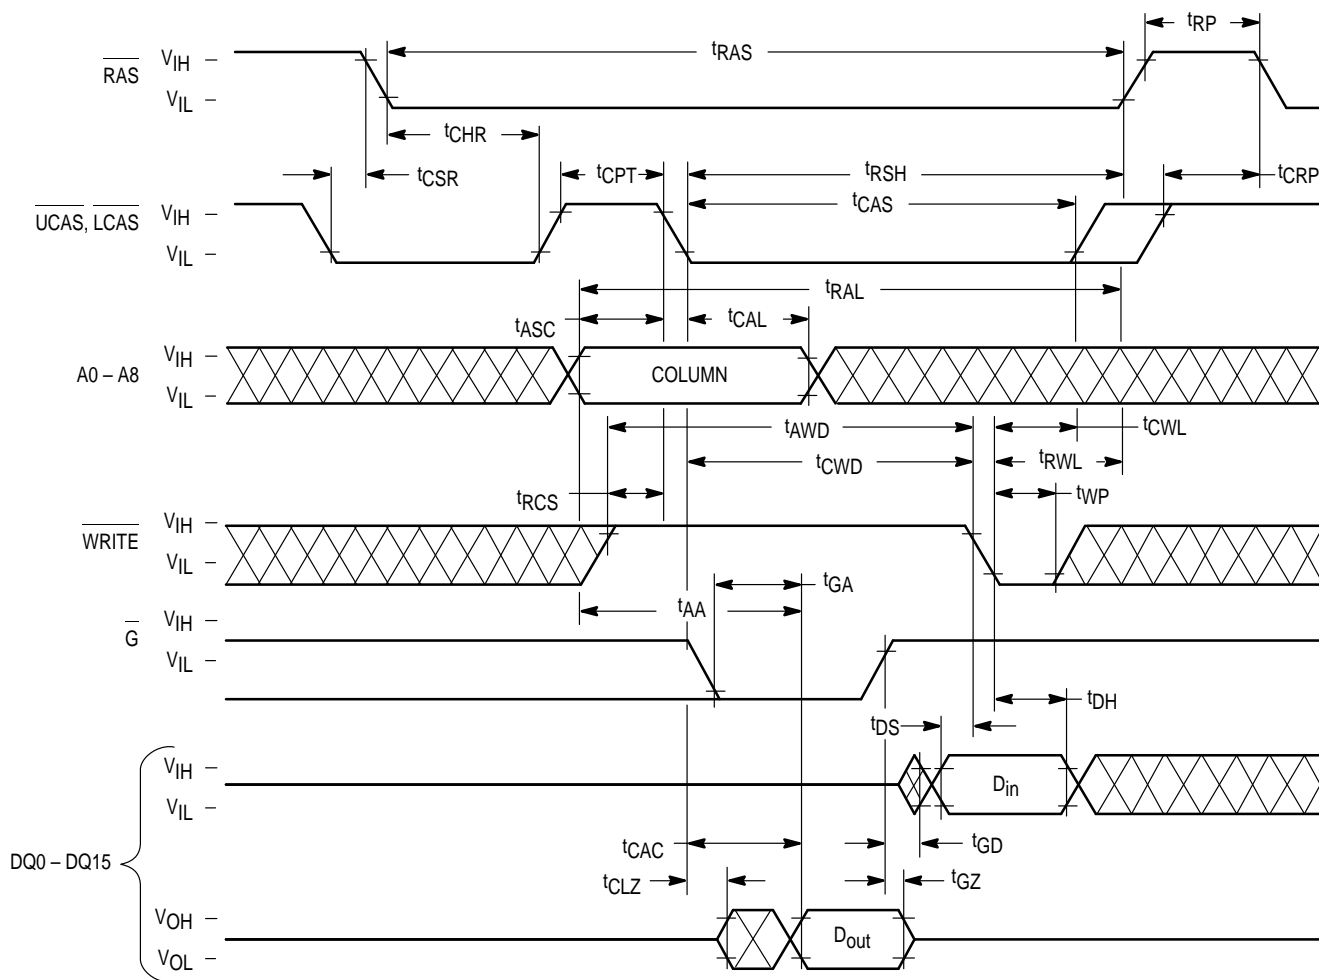 tRP
tRAS
RAS
VIH
VIL
tCHR
tCSR
tCPT
tRSH
tCRP
tCAS
UCAS, LCAS
VIH
VIL
tRAL
tASC
tCAL
A0 – A8
VIH
VIL
COLUMN
tAWD
tCWL
tCWD
tRWL
tRCS
tWP
WRITE
VIH
VIL
tGA
tAA
G
VIH
VIL
tDH
tDS
VIH
VIL
Din
DQ0 – DQ15
tCAC
tGD
tCLZ
tGZ
VOH
VOL
Dout